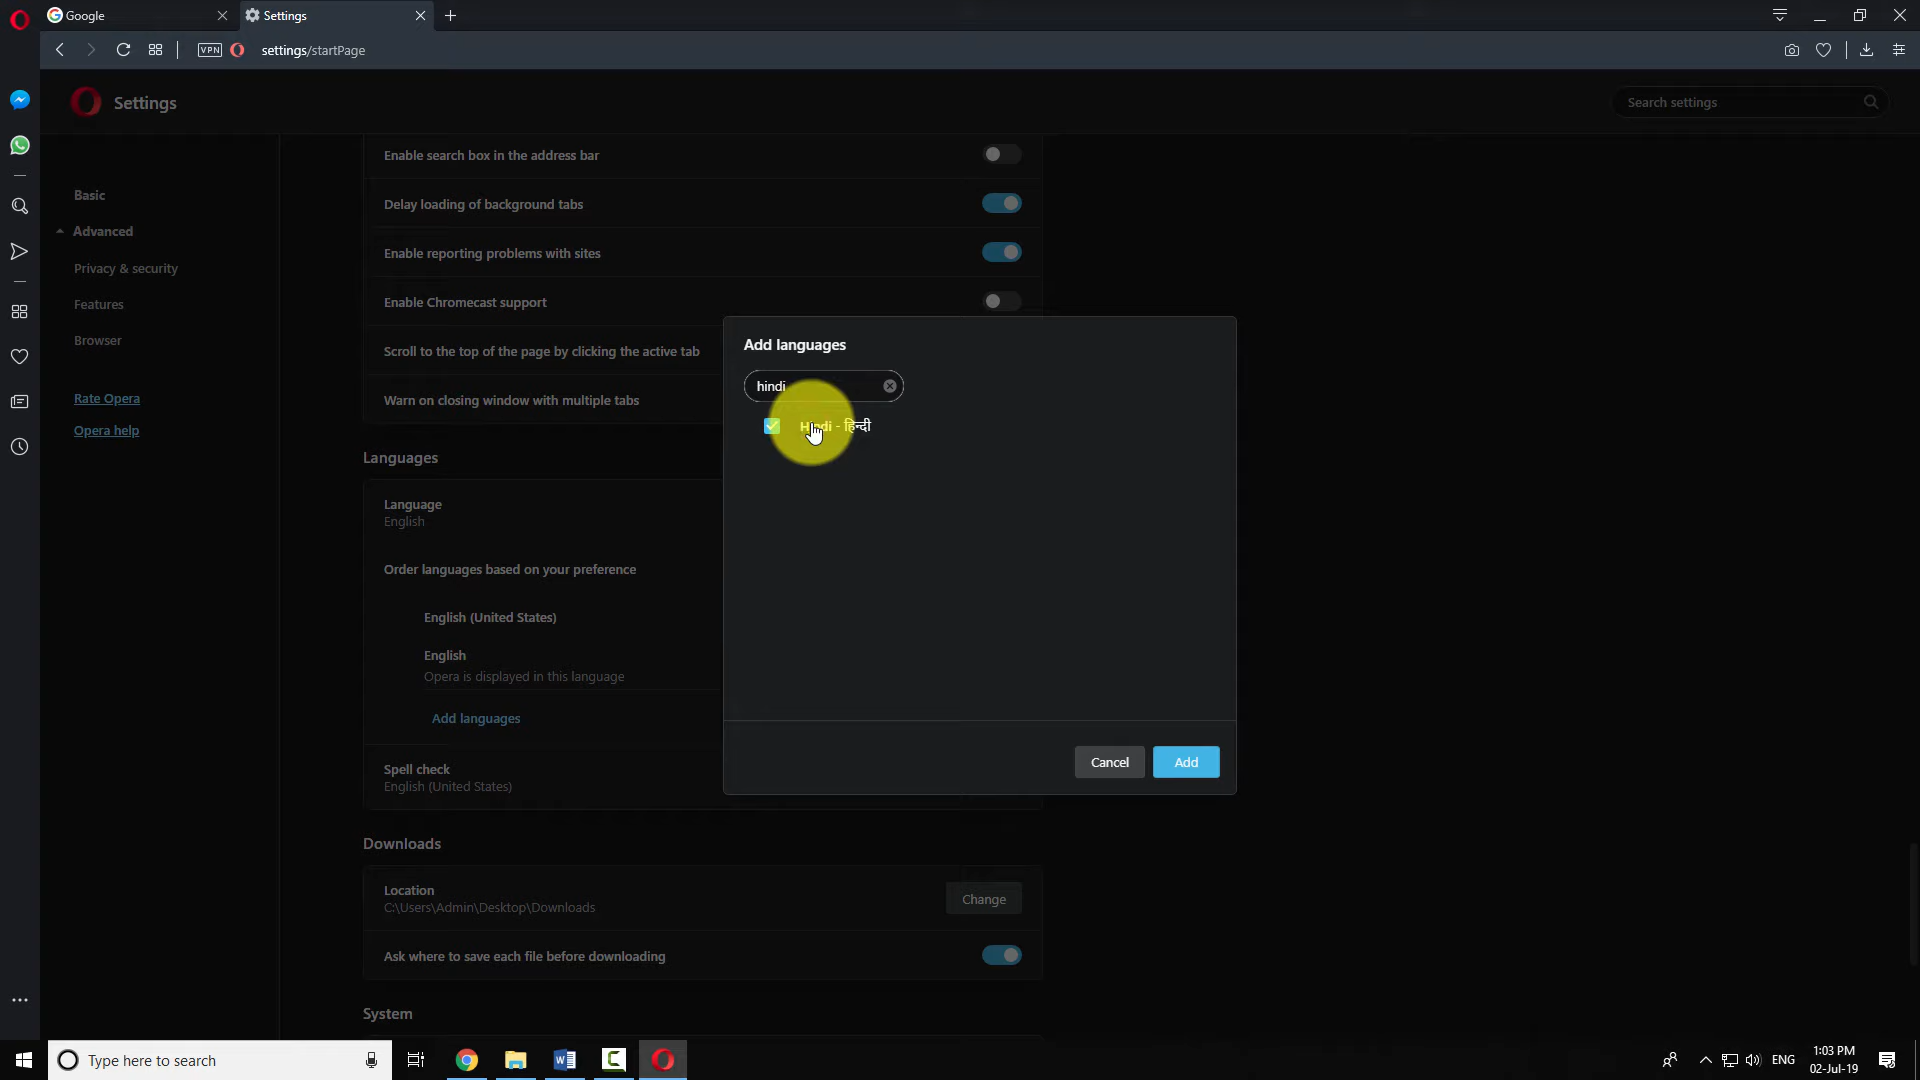 Google
Settings
VPN
settings/startPage
Settings
Search settings
Basic
Advanced
Privacy & security
Features
Browser
Rate Opera
Opera help
Enable search box in the address bar
Delay loading of background tabs
Enable reporting problems with sites
Enable Chromecast support
Scroll to the top of the page by clicking the active tab
Warn on closing window with multiple tabs
Languages
Language
English
Order languages based on your preference
English (United States)
English
Opera is displayed in this language
Add languages
Spell check
English (United States)
Add languages
hindi
Hindi - हिन्दी
Cancel
Add
Downloads
Location
C:\Users\Admin\Desktop\Downloads
Change
Ask where to save each file before downloading
System
Type here to search
ENG
1:03 PM
02-Jul-19